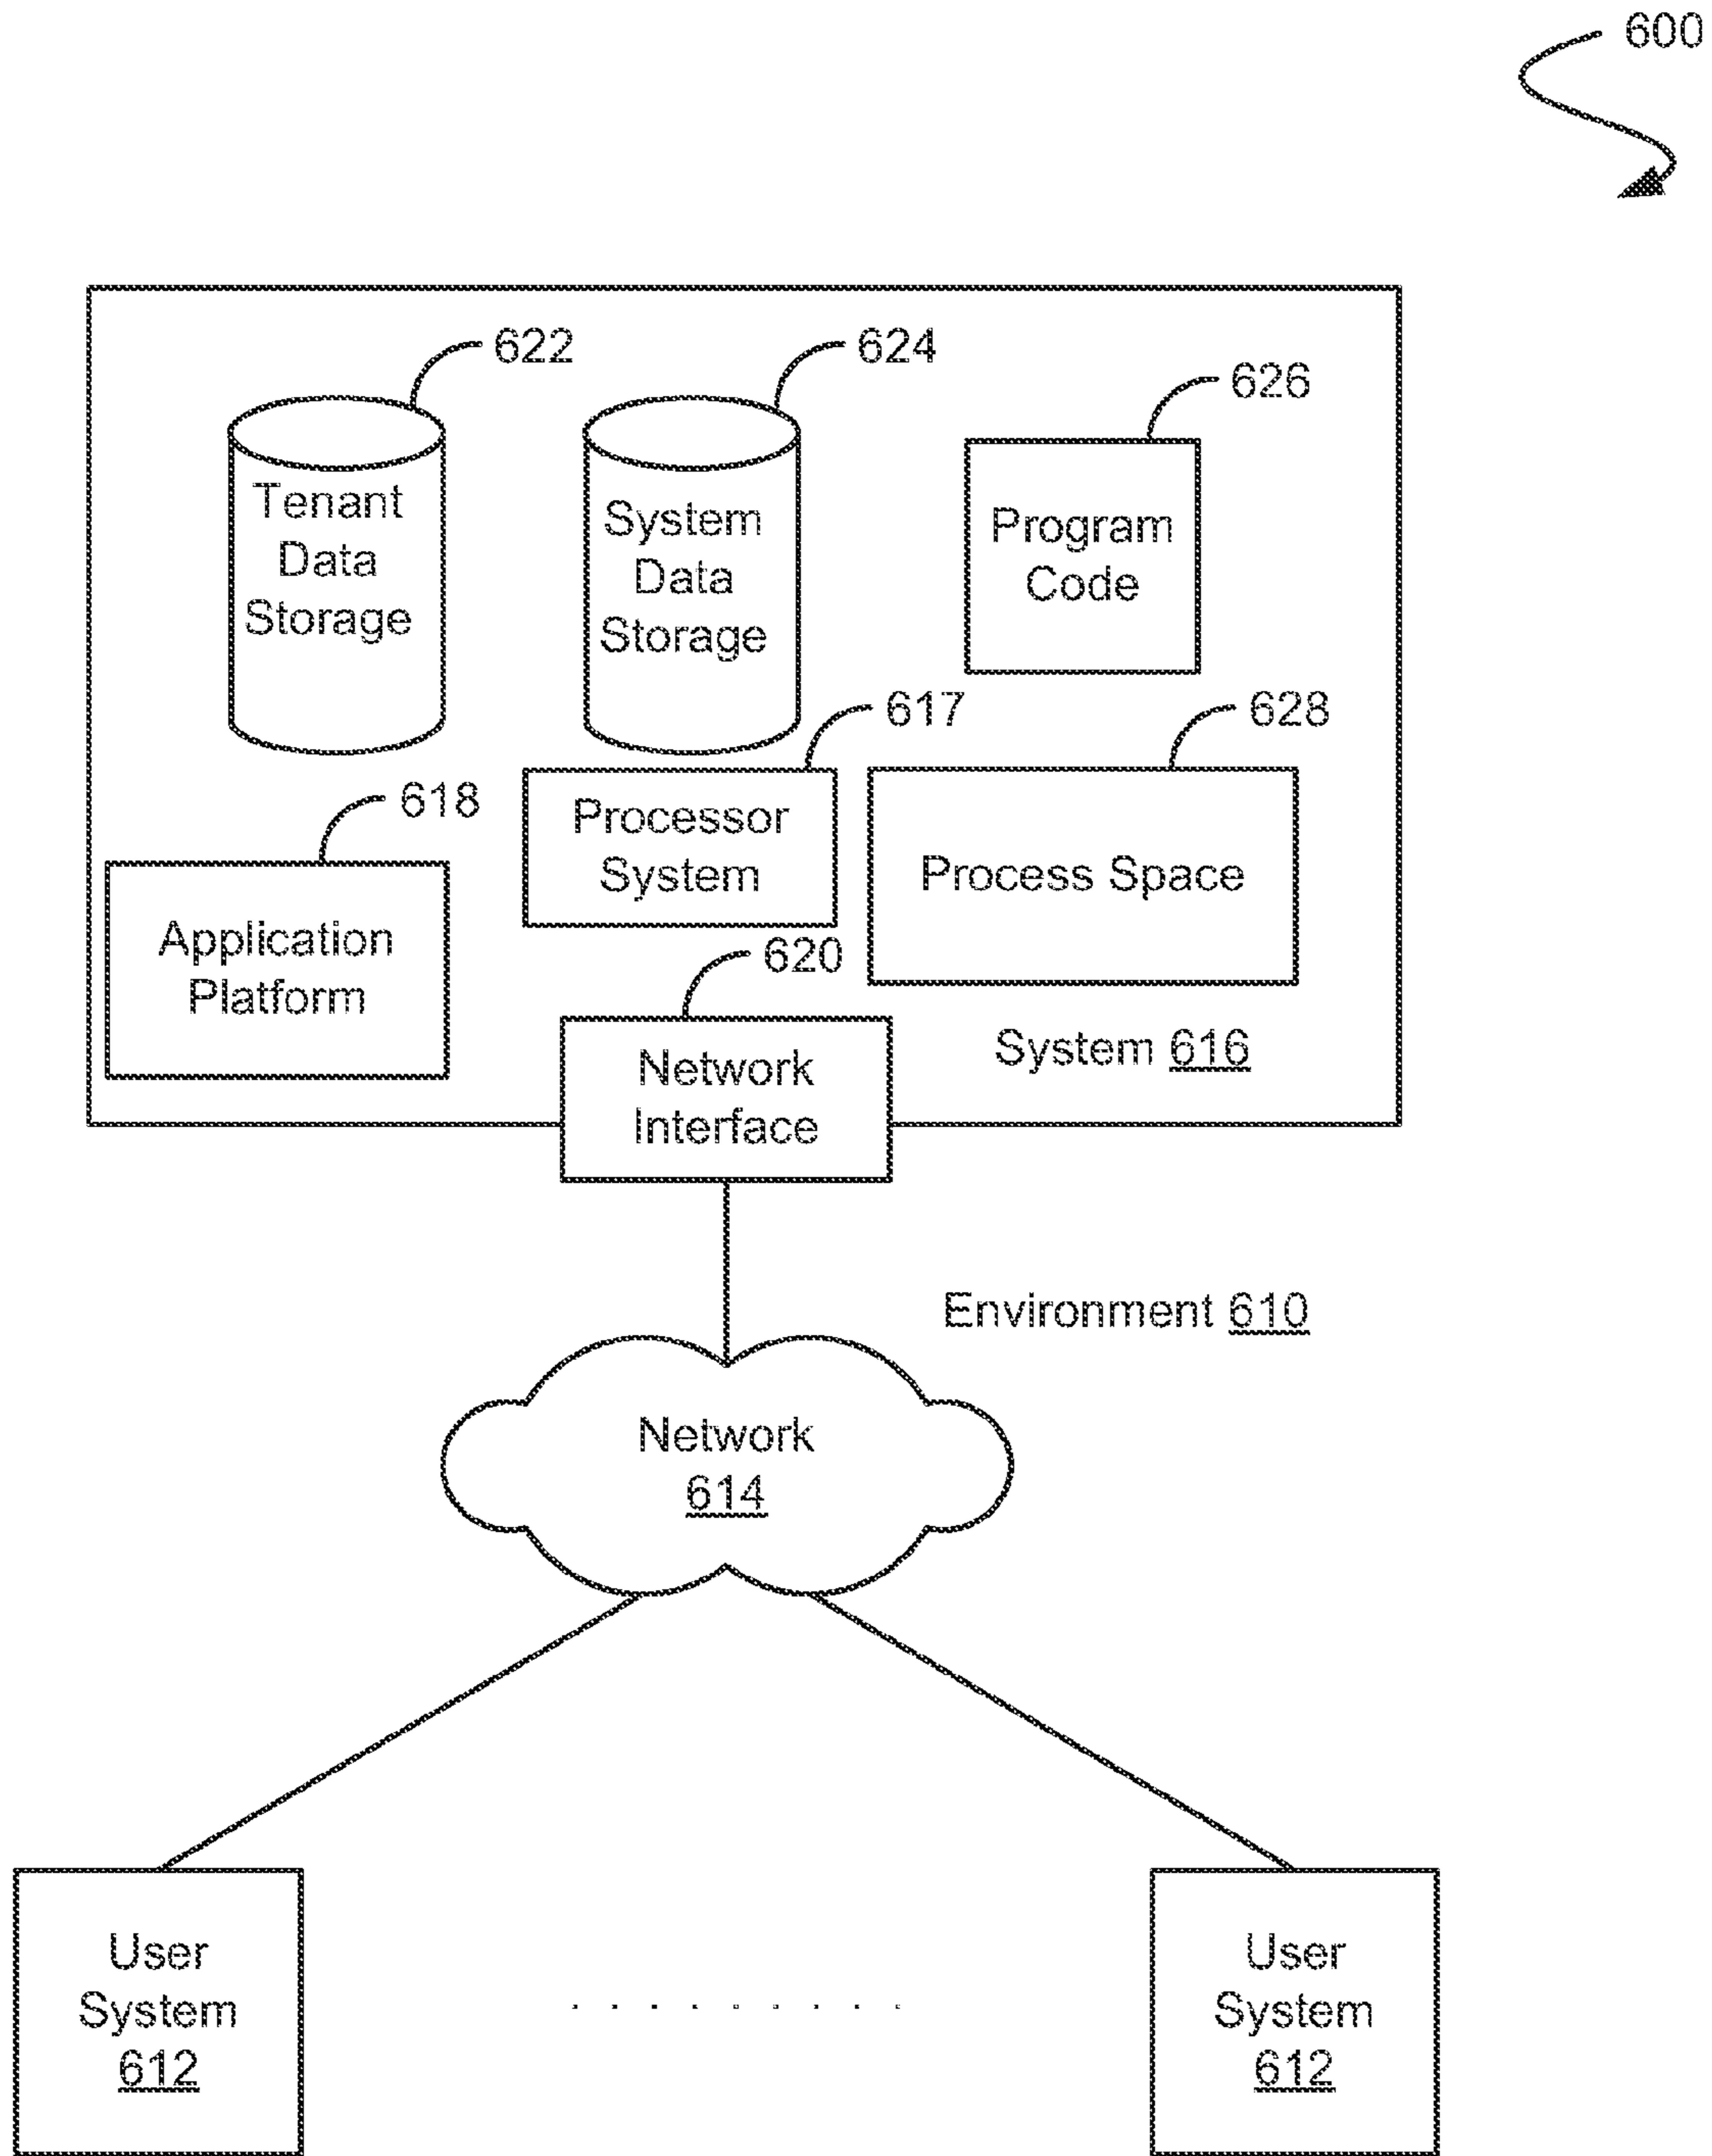 600
622
624
626
Tenant
Data
Storage
System
Data
Storage
Program
Code
617
628
618
Processor
System
Process Space
Application
Platform
620
System 616
Network
Interface
Environment 610
Network
614
User
System
612
User
System
612